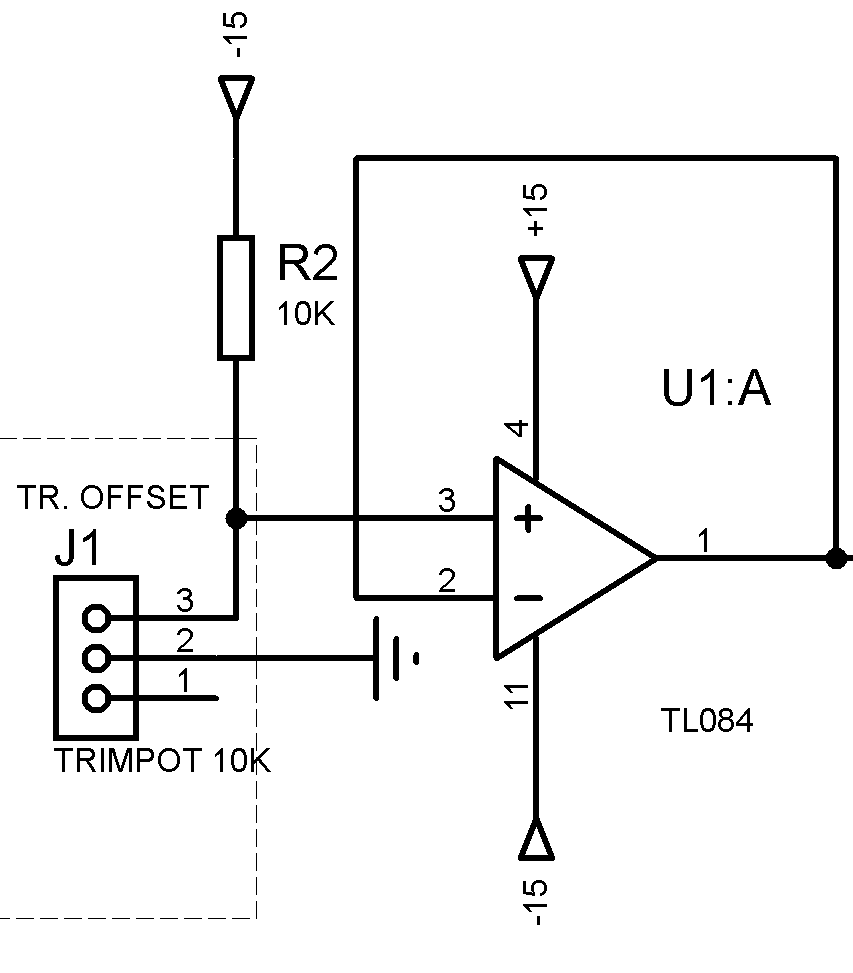 -15
+15
R2
10K
U1:A
4
TR. OFFSET
3
+
1
J1
2
−
3
2
1
11
TL084
TRIMPOT 10K
-15